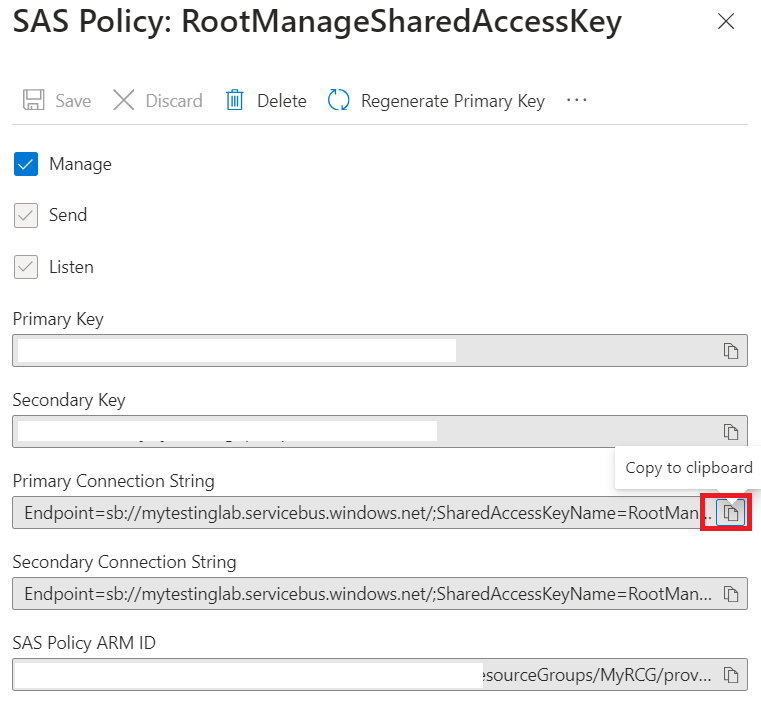 SAS Policy: RootManageSharedAccessKey
Save Discard Delete Regenerate Primary Key ...
Manage
Send
Listen
Primary Key
Secondary Key
Copy to clipboard
Primary Connection String
Endpoint=sb://mytestinglab.servicebus.windows.net/;SharedAccessKeyName=RootMan...
Secondary Connection String
Endpoint=sb://mytestinglab.servicebus.windows.net/;SharedAccessKeyName=RootMan...
SAS Policy ARM ID
esourceGroups/MyRCG/prov...